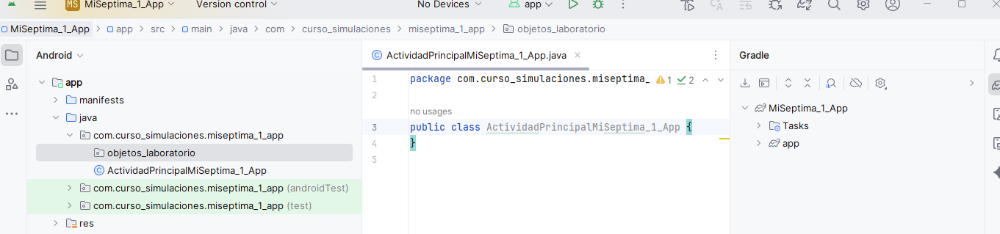 MS MiSeptima_1_App Version control No Devices app
MiSeptima_1_App app src main java com curso_simulaciones miseptima_1_app objetos_laboratorio
Android
ActividadPrincipalMiSeptima_1_App.java
Gradle
app
manifests
java
com.curso_simulaciones.miseptima_1_app
objetos_laboratorio
ActividadPrincipalMiSeptima_1_App
com.curso_simulaciones.miseptima_1_app (androidTest)
com.curso_simulaciones.miseptima_1_app (test)
res
1 package com.curso_simulaciones.miseptima_ 1 2
2
no usages
3 public class ActividadPrincipalMiSeptima_1_App {
4 }
5
MiSeptima_1_App
Tasks
app